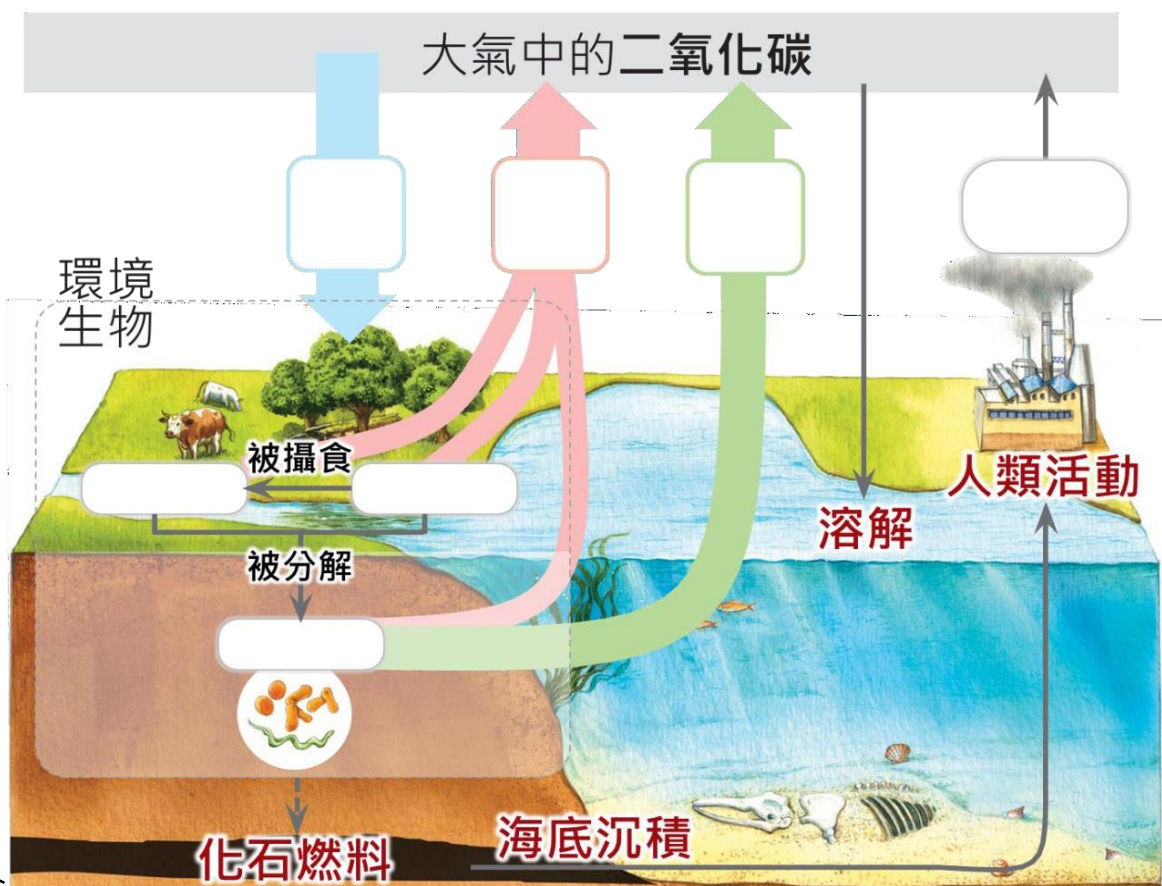 大氣中的二氧化碳
環境
生物
被攝食
人類活動
溶解
被分解
海底沉積
化石燃料